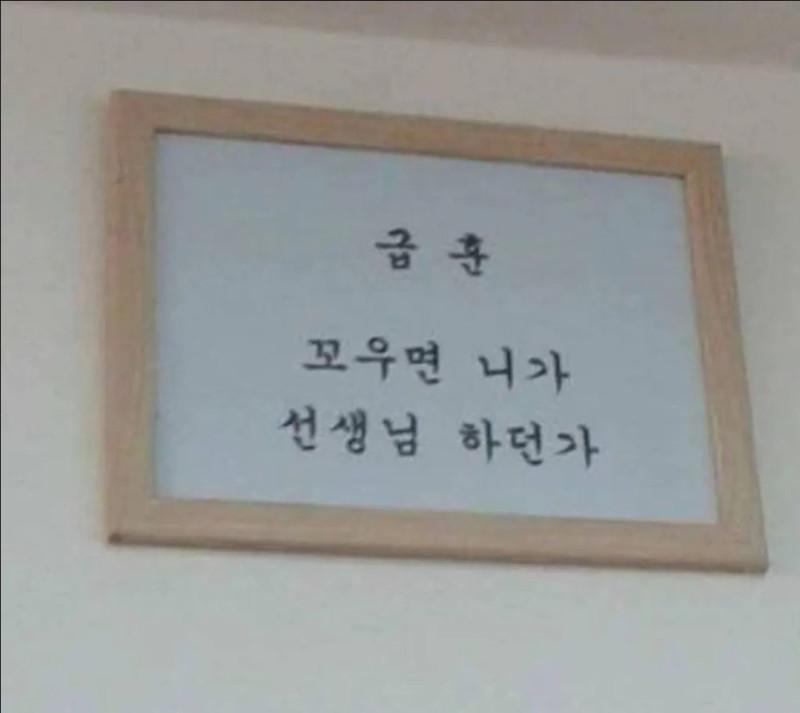 급 훈
꼬우면 니가
선생님 하던가